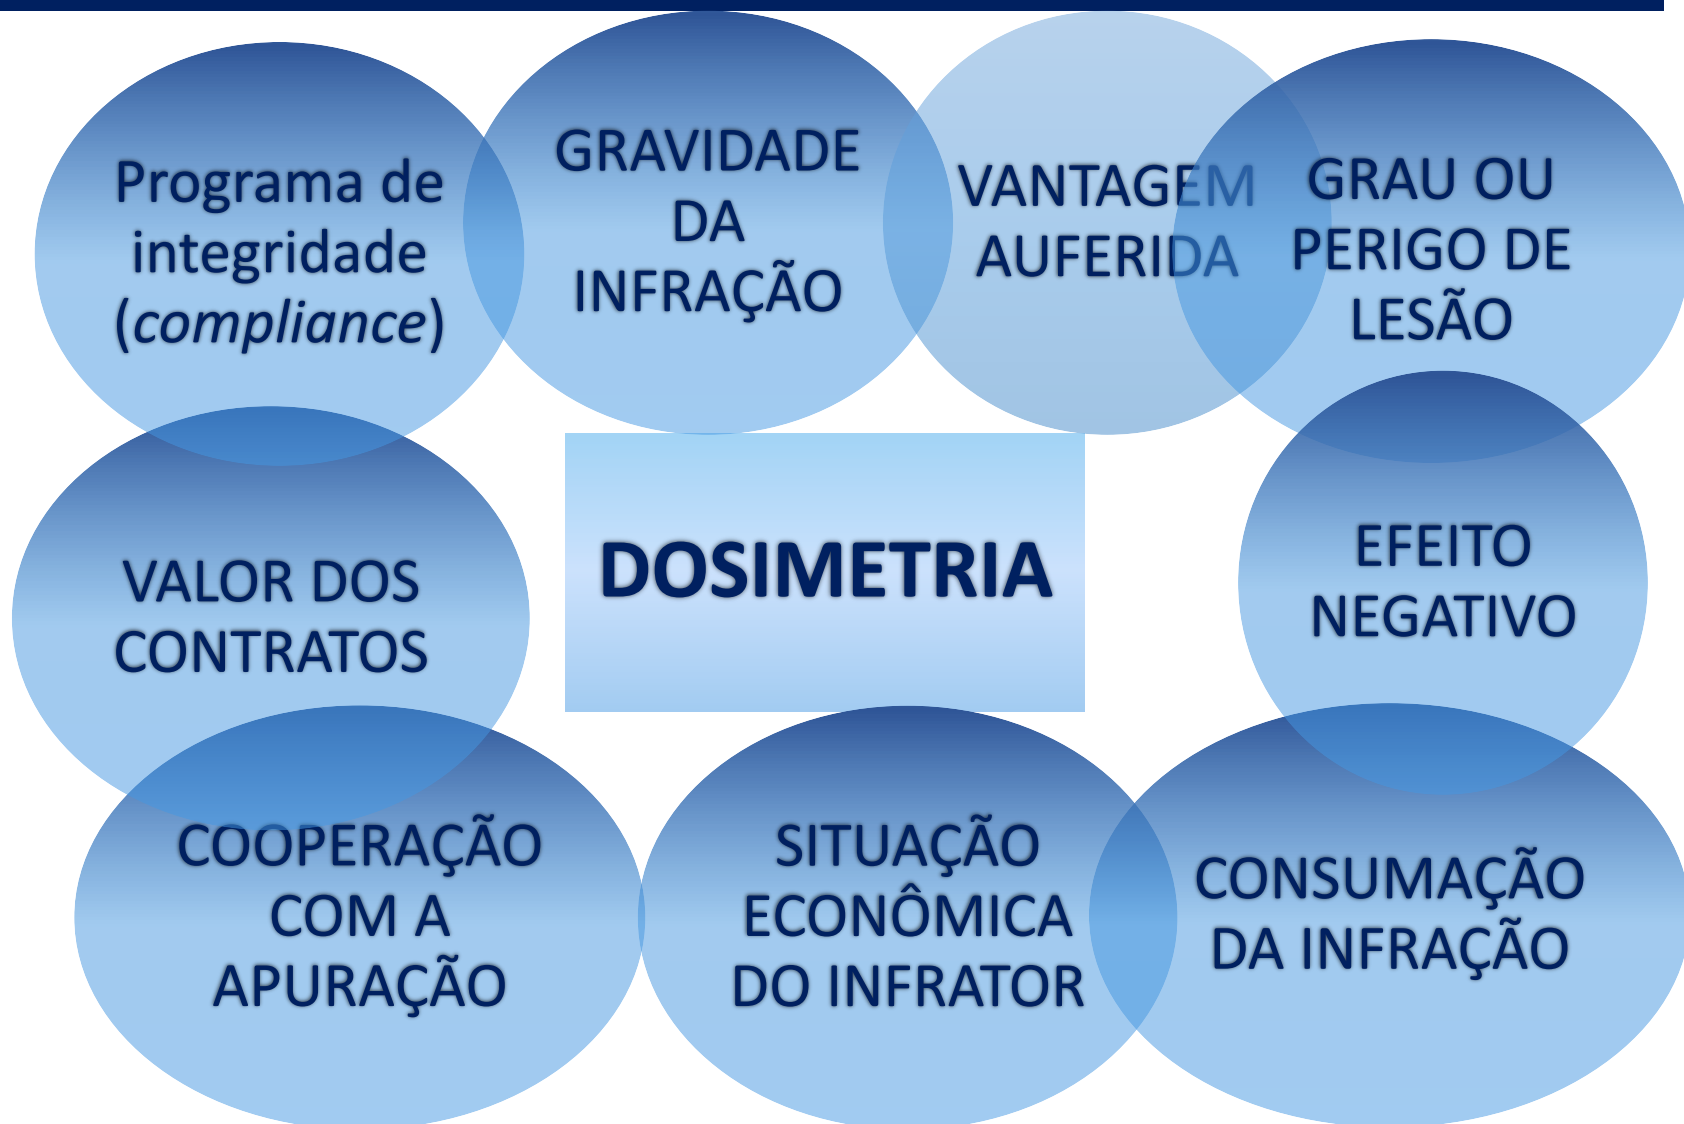 Programa de
integridade
(compliance)
GRAVIDADE
DA
INFRAÇÃO
VANTAGEM
AUFERIDA
GRAU OU
PERIGO DE
LESÃO
VALOR DOS
CONTRATOS
DOSIMETRIA
EFEITO
NEGATIVO
COOPERAÇÃO
COM A
APURAÇÃO
SITUAÇÃO
ECONÔMICA
DO INFRATOR
CONSUMAÇÃO
DA INFRAÇÃO